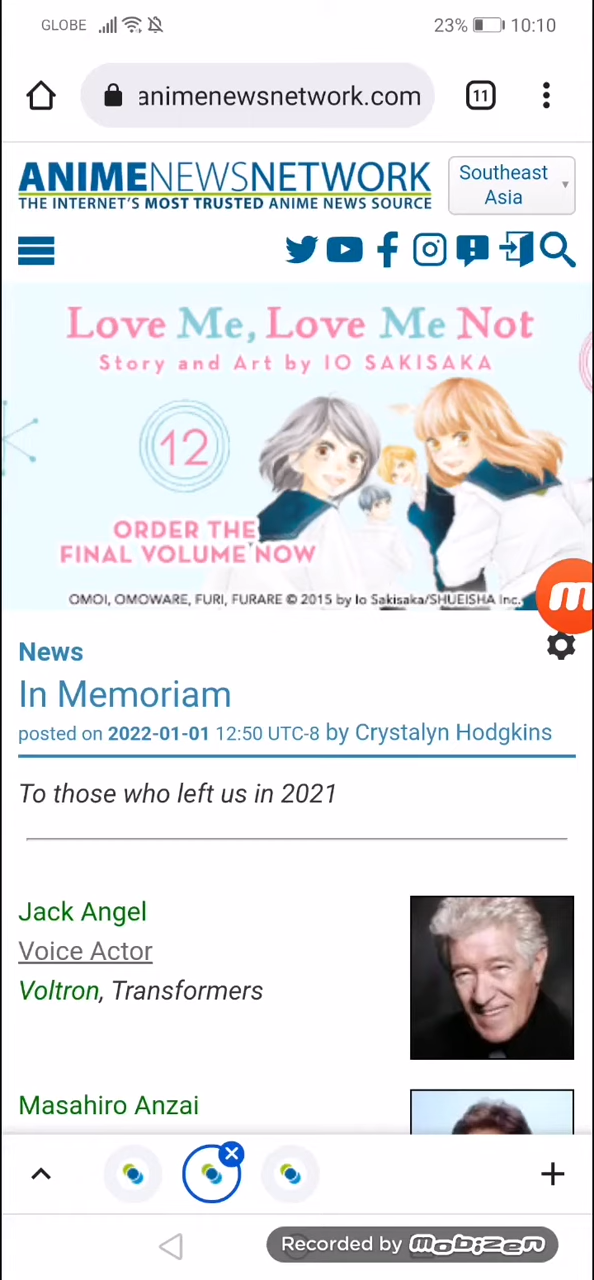 GLOBE 23% 10:10
animenewsnetwork.com 11
ANIMENEWSNETWORK
THE INTERNET'S MOST TRUSTED ANIME NEWS SOURCE
Southeast
Asia
Love Me, Love Me Not
Story and Art by IO SAKISAKA
12
ORDER THE
FINAL VOLUME NOW
OMOI, OMOWARE, FURI, FURARE © 2015 by Io Sakisaka/SHUEISHA Inc.
News
In Memoriam
posted on 2022-01-01 12:50 UTC-8 by Crystalyn Hodgkins
To those who left us in 2021
Jack Angel
Voice Actor
Voltron, Transformers
Masahiro Anzai
Recorded by mobizen